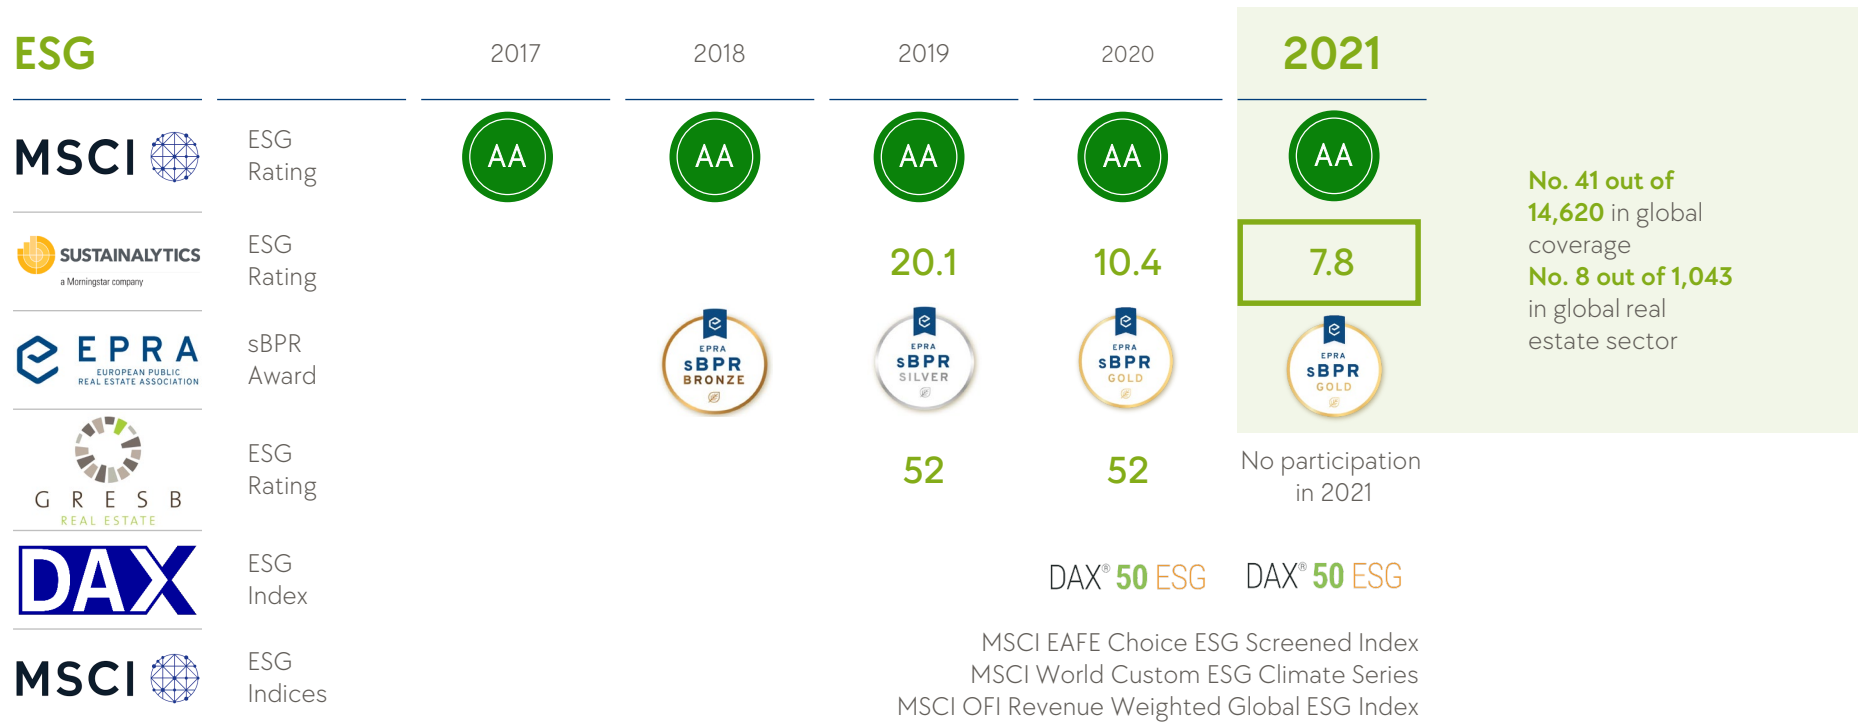 ESG 2017 2018 2019 2020 2021
MSCI ESG AA AA AA AA AA
Rating
No. 41 out of
14,620 in global
coverage
No. 8 out of 1,043
in global real
estate sector
SUSTAINALYTICS
a Morningstar company
ESG
Rating
20.1 10.4 7.8
EPRA
EUROPEAN PUBLIC
REAL ESTATE ASSOCIATION
sBPR
Award
EPRA
sBPR
BRONZE
EPRA
sBPR
SILVER
EPRA
sBPR
GOLD
EPRA
sBPR
GOLD
GRESB
REAL ESTATE
ESG
Rating
52 52 No participation
in 2021
DAX
ESG
Index
DAX® 50 ESG DAX® 50 ESG
MSCI
ESG
Indices
MSCI EAFE Choice ESG Screened Index
MSCI World Custom ESG Climate Series
MSCI OFI Revenue Weighted Global ESG Index